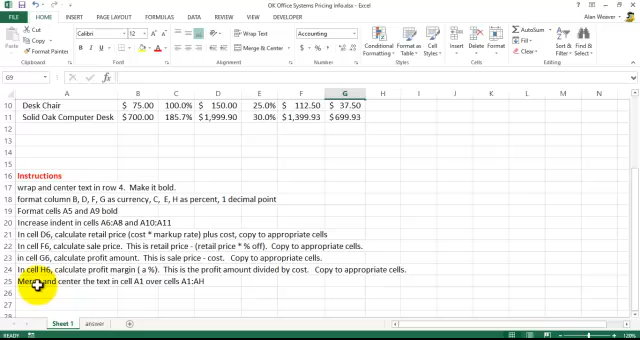 OK Office Systems Pricing Info.xlsx - Excel
FILE HOME INSERT PAGE LAYOUT FORMULAS DATA REVIEW VIEW DEVELOPER Alan Weaver
Cut
Copy
Format Painter
Paste
Clipboard
Calibri 12
B I U
Font
Wrap Text
Merge & Center
Alignment
Accounting
$ % ,
Number
Conditional Formatting
Format as Table
Cell Styles
Styles
Insert Delete Format
Cells
AutoSum
Fill
Clear
Sort & Filter
Find & Select
Editing
G9 fx
A B C D E F G H I J K L M N
10 Desk Chair $ 75.00 100.0% $ 150.00 25.0% $ 112.50 $ 37.50
11 Solid Oak Computer Desk $700.00 185.7% $1,999.90 30.0% $1,399.93 $699.93
12
13
14
15
16 Instructions
17 wrap and center text in row 4. Make it bold.
18 format column B, D, F, G as currency, C, E, H as percent, 1 decimal point
19 Format cells A5 and A9 bold
20 Increase indent in cells A6:A8 and A10:A11
21 In cell D6, calculate retail price (cost * markup rate) plus cost, copy to appropriate cells
22 In cell F6, calculate sale price. This is retail price - (retail price * % off). Copy to appropriate cells.
23 in cell G6, calculate profit amount. This is sale price - cost. Copy to appropriate cells.
24 In cell H6, calculate profit margin ( a %). This is the profit amount divided by cost. Copy to appropriate cells.
25 Merge and center the text in cell A1 over cells A1:AH
26
27
28
Sheet 1 answer
READY 120%